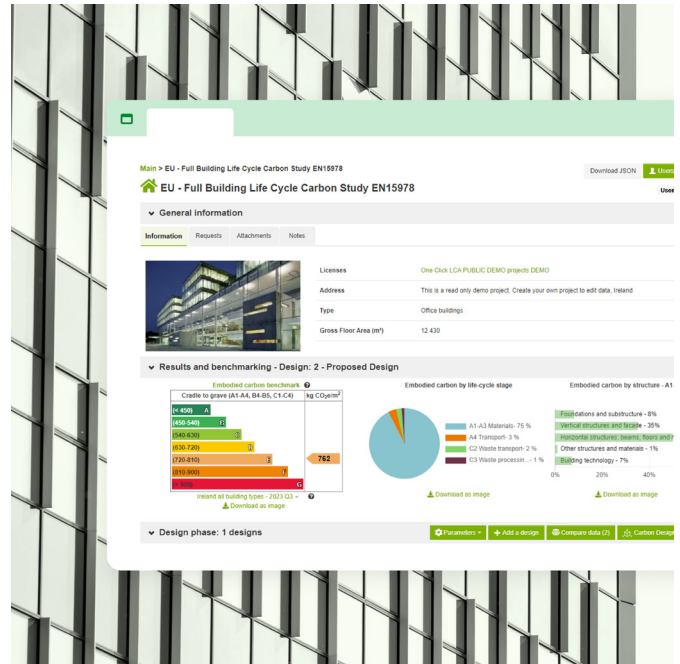 Main > EU - Full Building Life Cycle Carbon Study EN15978
Download JSON
Users
EU - Full Building Life Cycle Carbon Study EN15978
User
General information
Information Requests Attachments Notes
Licenses One Click LCA PUBLIC DEMO projects DEMO
Address This is a read only demo project. Create your own project to edit data, Ireland
Type Office buildings
Gross Floor Area (m²) 12 430
Results and benchmarking - Design: 2 - Proposed Design
Embodied carbon benchmark
Cradle to grave (A1-A4, B4-B5, C1-C4) kg CO₂e/m²
(< 450) A
(450-540) B
(540-630) C
(630-720) D
(720-810) E
762
(810-900) F
G
Ireland all building types - 2023 Q3
Download as image
Embodied carbon by life-cycle stage
A1-A3 Materials- 75 %
A4 Transport- 3 %
C2 Waste transport- 2 %
C3 Waste processin... - 1 %
Download as image
Embodied carbon by structure - A1-
Foundations and substructure - 8%
Vertical structures and facade - 35%
Horizontal structures: beams, floors and r
Other structures and materials - 1%
Building technology - 7%
0% 20% 40%
Download as image
Design phase: 1 designs
Parameters
Add a design
Compare data (2)
Carbon Design